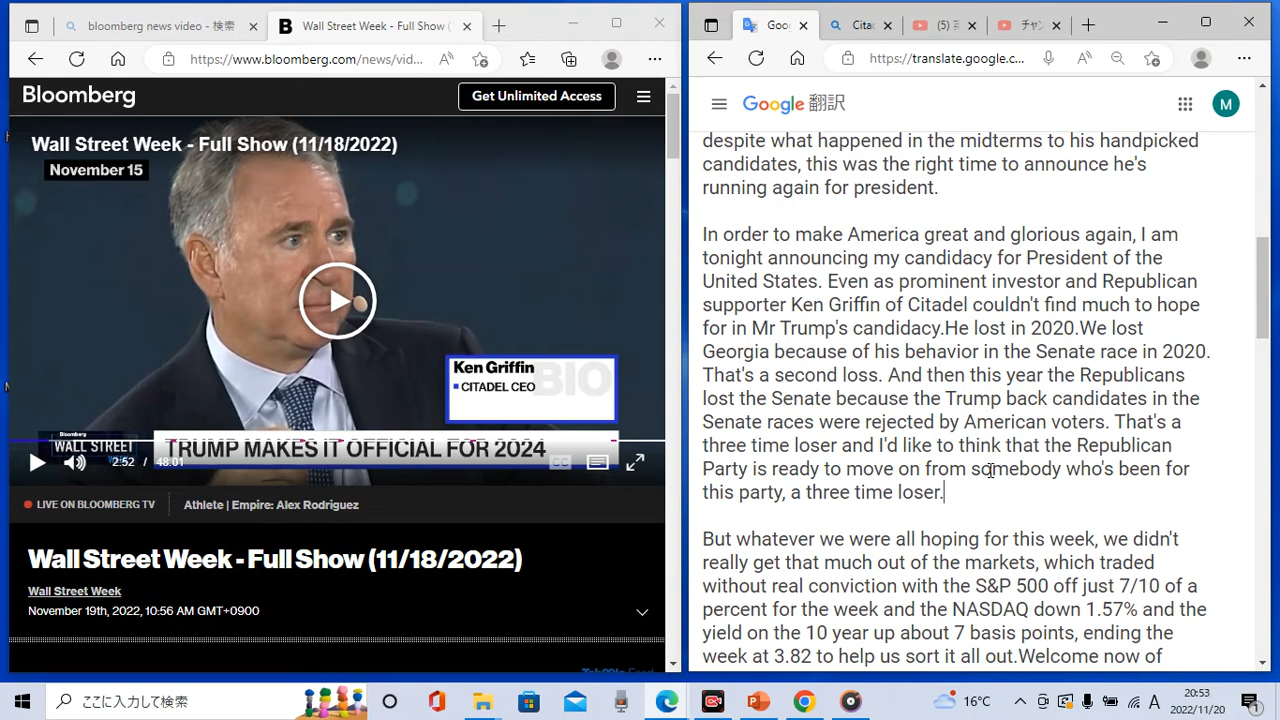 bloomberg news video - 検索
Wall Street Week - Full Show (1
https://www.bloomberg.com/news/vid...
Bloomberg
Get Unlimited Access
Wall Street Week - Full Show (11/18/2022)
November 15
Ken Griffin
BIO
CITADEL CEO
Bloomberg
WALL STREET
TRUMP MAKES IT OFFICIAL FOR 2024
2:52 / 48:01
CC
LIVE ON BLOOMBERG TV
Athlete | Empire: Alex Rodriguez
Wall Street Week - Full Show (11/18/2022)
Wall Street Week
November 19th, 2022, 10:56 AM GMT+0900
Goo
Citac
(5)
チャン
https://translate.google.c...
Google 翻訳
M
despite what happened in the midterms to his handpicked
candidates, this was the right time to announce he's
running again for president.
In order to make America great and glorious again, I am
tonight announcing my candidacy for President of the
United States. Even as prominent investor and Republican
supporter Ken Griffin of Citadel couldn't find much to hope
for in Mr Trump's candidacy.He lost in 2020.We lost
Georgia because of his behavior in the Senate race in 2020.
That's a second loss. And then this year the Republicans
lost the Senate because the Trump back candidates in the
Senate races were rejected by American voters. That's a
three time loser and I'd like to think that the Republican
Party is ready to move on from somebody who's been for
this party, a three time loser.
But whatever we were all hoping for this week, we didn't
really get that much out of the markets, which traded
without real conviction with the S&P 500 off just 7/10 of a
percent for the week and the NASDAQ down 1.57% and the
yield on the 10 year up about 7 basis points, ending the
week at 3.82 to help us sort it all out.Welcome now of
ここに入力して検索
16°C
A
20:53
2022/11/20